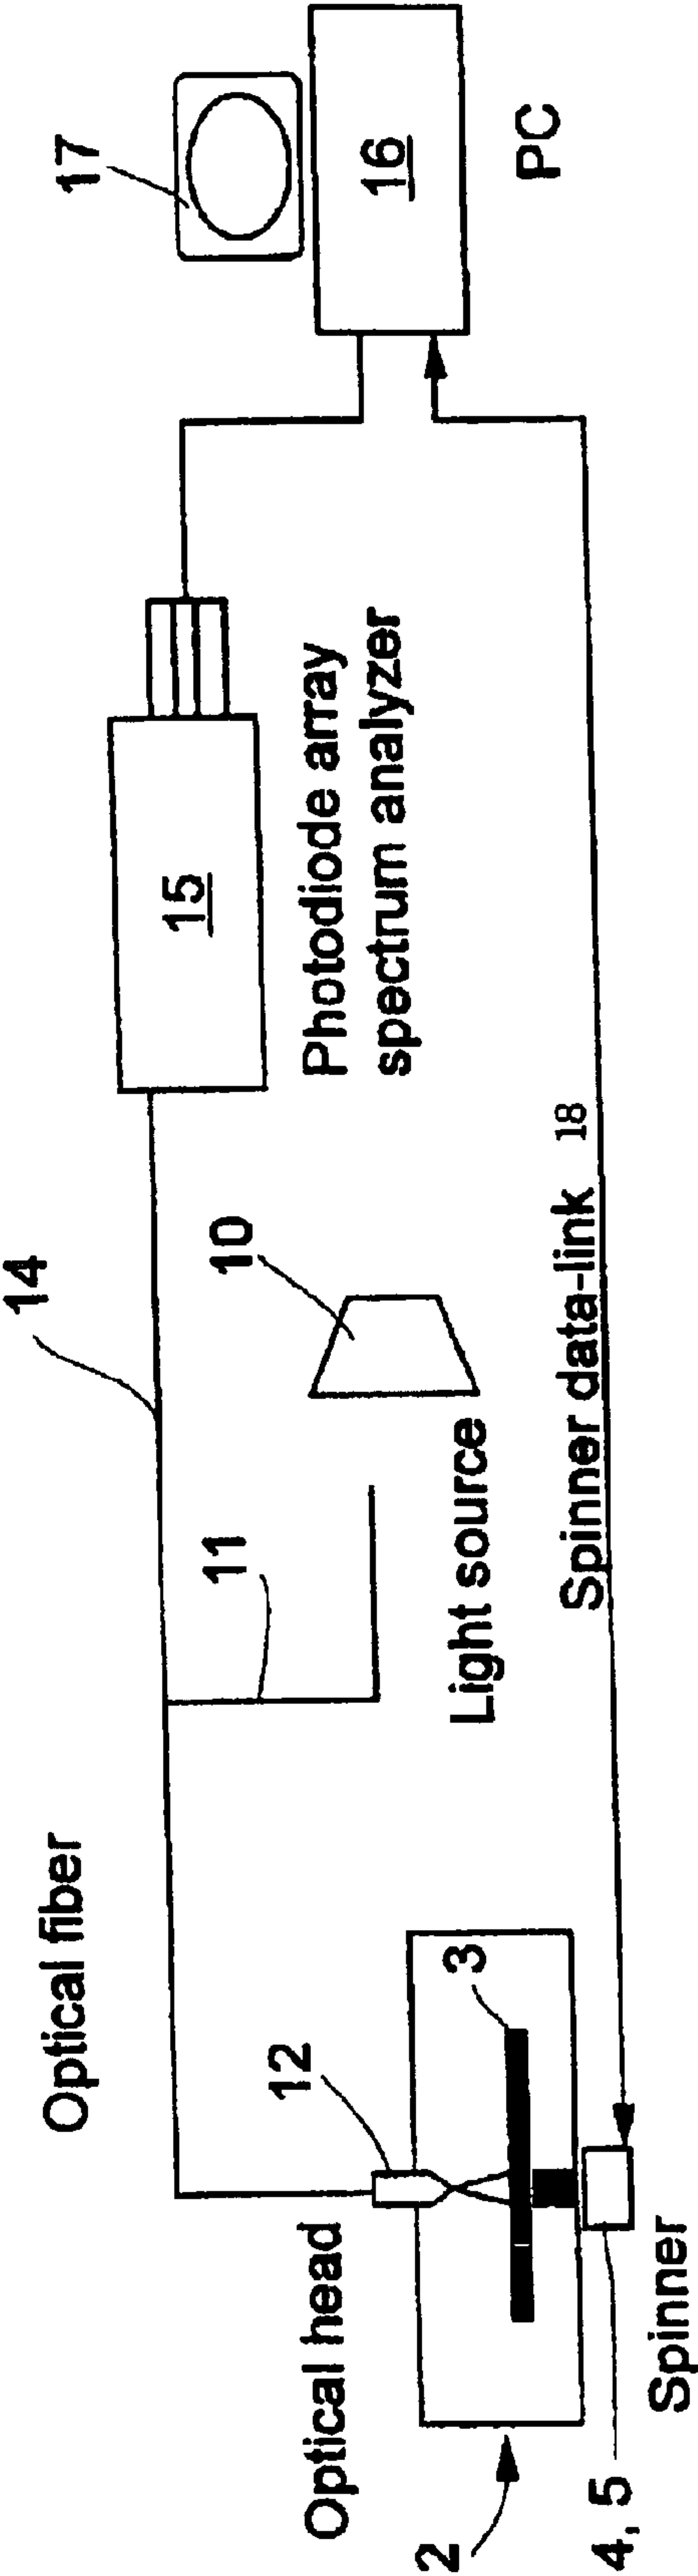 14
17
Optical fiber
11
10
15
16
12
Optical head
Photodiode array
spectrum analyzer
PC
Light source
3
2
Spinner data-link 18
4, 5
Spinner